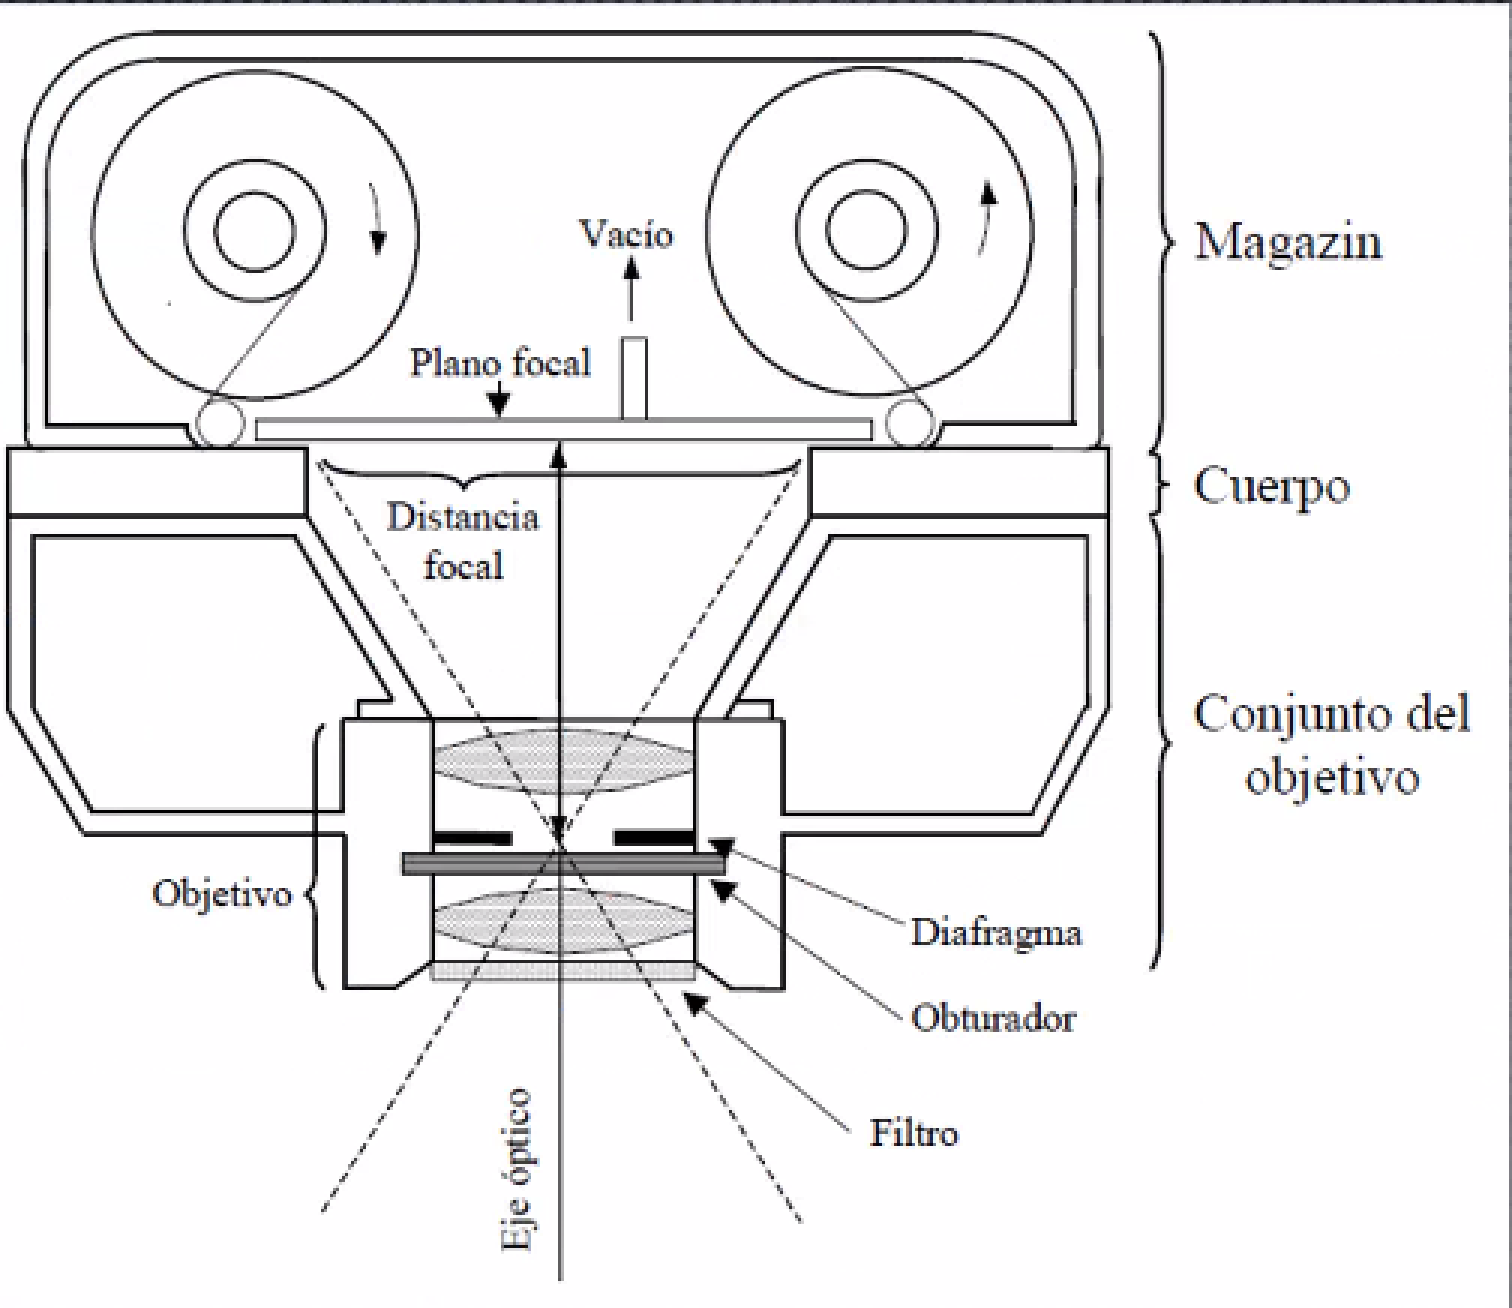 Vacío
Magazin
Plano focal
Cuerpo
Distancia
focal
Conjunto del
objetivo
Objetivo
Diafragma
Obturador
Filtro
Eje óptico